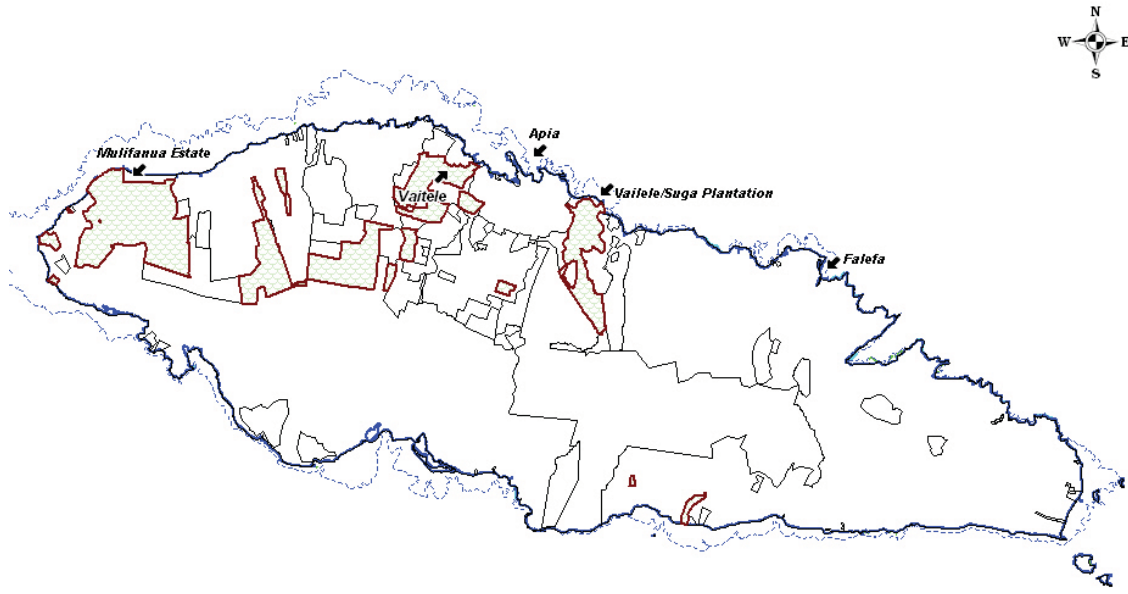 N
W E
S
Apia
Mulifanua Estate
Vaitele
Vailele/Suga Plantation
Falefa